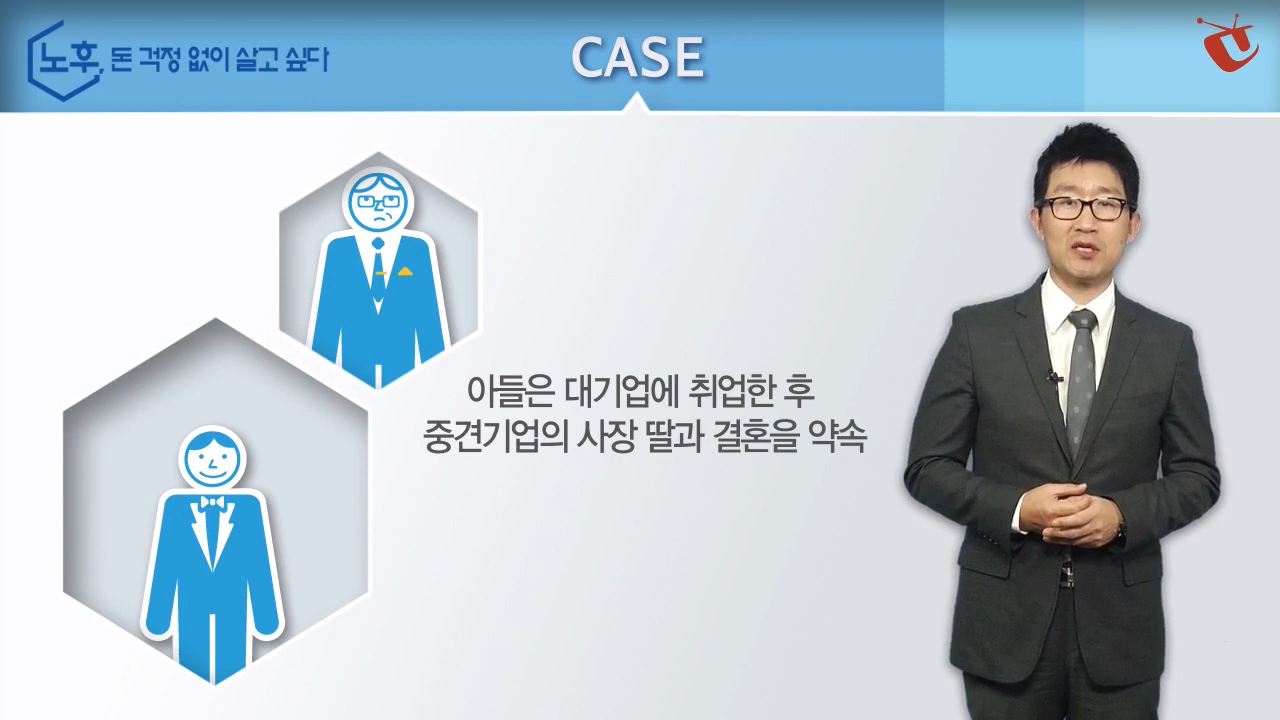 노후, 돈 걱정 없이 살고 싶다
CASE
아들은 대기업에 취업한 후
중견기업의 사장 딸과 결혼을 약속